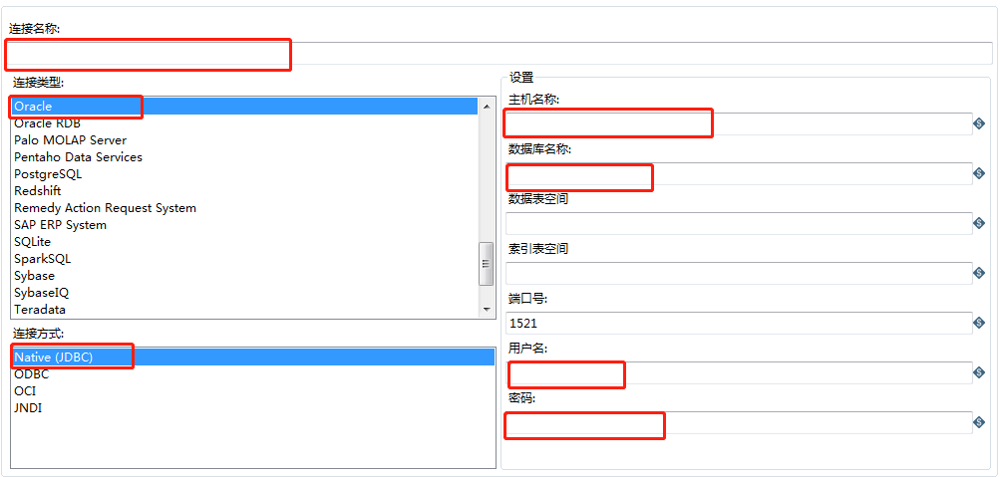 连接名称:
连接类型:
Oracle
Oracle RDB
Palo MOLAP Server
Pentaho Data Services
PostgreSQL
Redshift
Remedy Action Request System
SAP ERP System
SQLite
SparkSQL
Sybase
SybaseIQ
Teradata
连接方式:
Native (JDBC)
ODBC
OCI
JNDI
设置
主机名称:
数据库名称:
数据表空间
索引表空间
端口号:
1521
用户名:
密码: